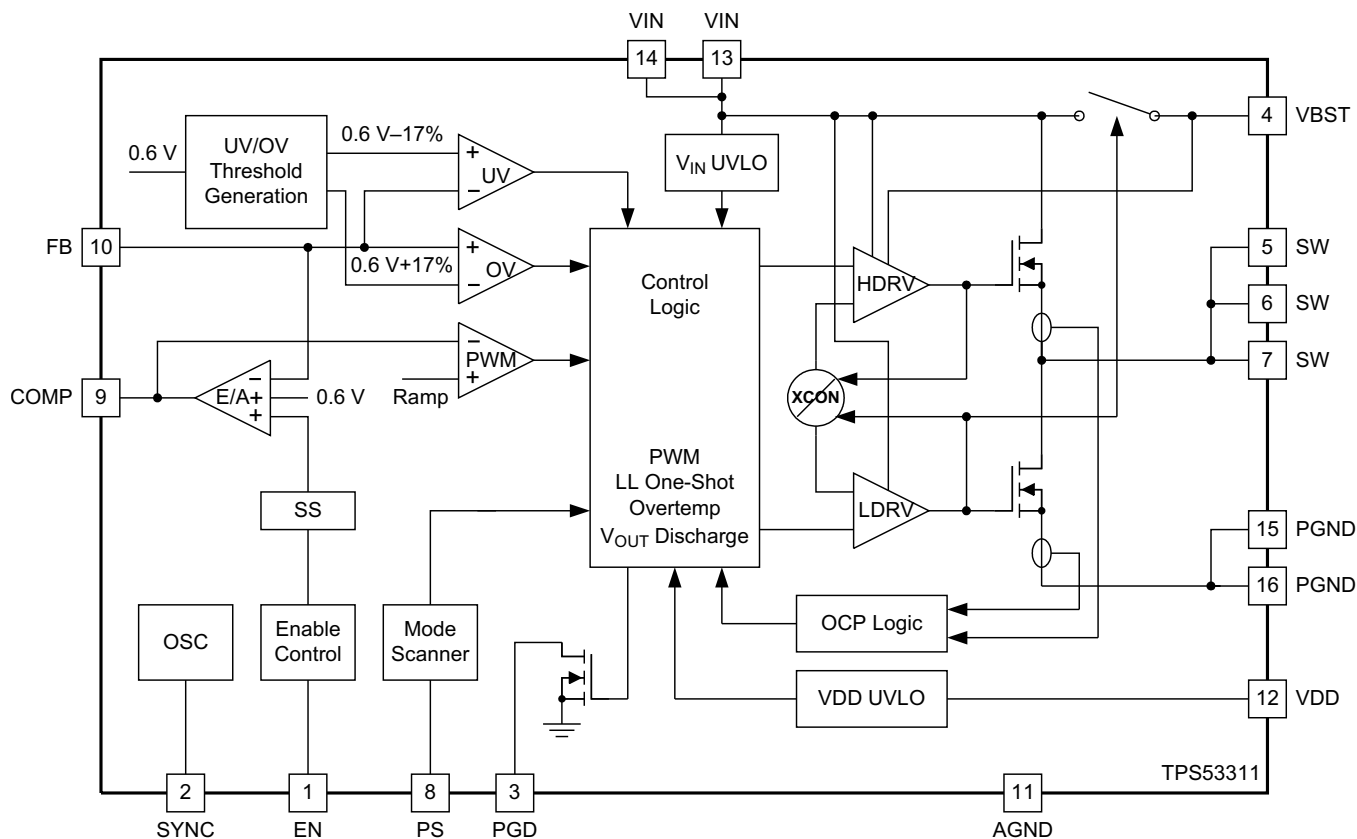 VIN
VIN
14
13
4
VBST
0.6 V
UV/OV
Threshold
Generation
0.6 V–17%
+
–
UV
VIN UVLO
FB
10
0.6 V+17%
+
–
OV
Control
Logic
HDRV
5
SW
6
SW
7
SW
COMP
9
E/A
–
+
+
0.6 V
–
+
PWM
Ramp
XCON
SS
PWM
LL One-Shot
Overtemp
VOUT Discharge
LDRV
15
PGND
16
PGND
OSC
Enable
Control
Mode
Scanner
OCP Logic
VDD UVLO
12
VDD
TPS53311
2
1
8
3
11
SYNC
EN
PS
PGD
AGND